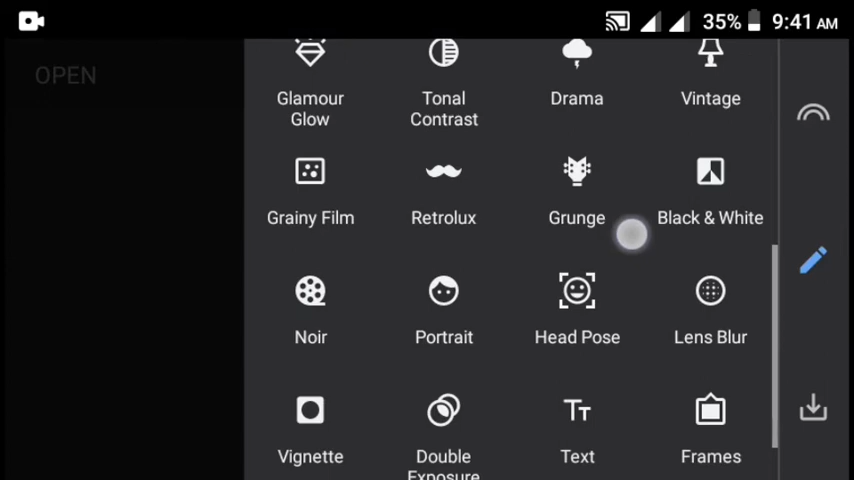 35% 9:41 AM
OPEN
Glamour Glow
Tonal Contrast
Drama
Vintage
Grainy Film
Retrolux
Grunge
Black & White
Noir
Portrait
Head Pose
Lens Blur
Vignette
Double Exposure
Text
Frames